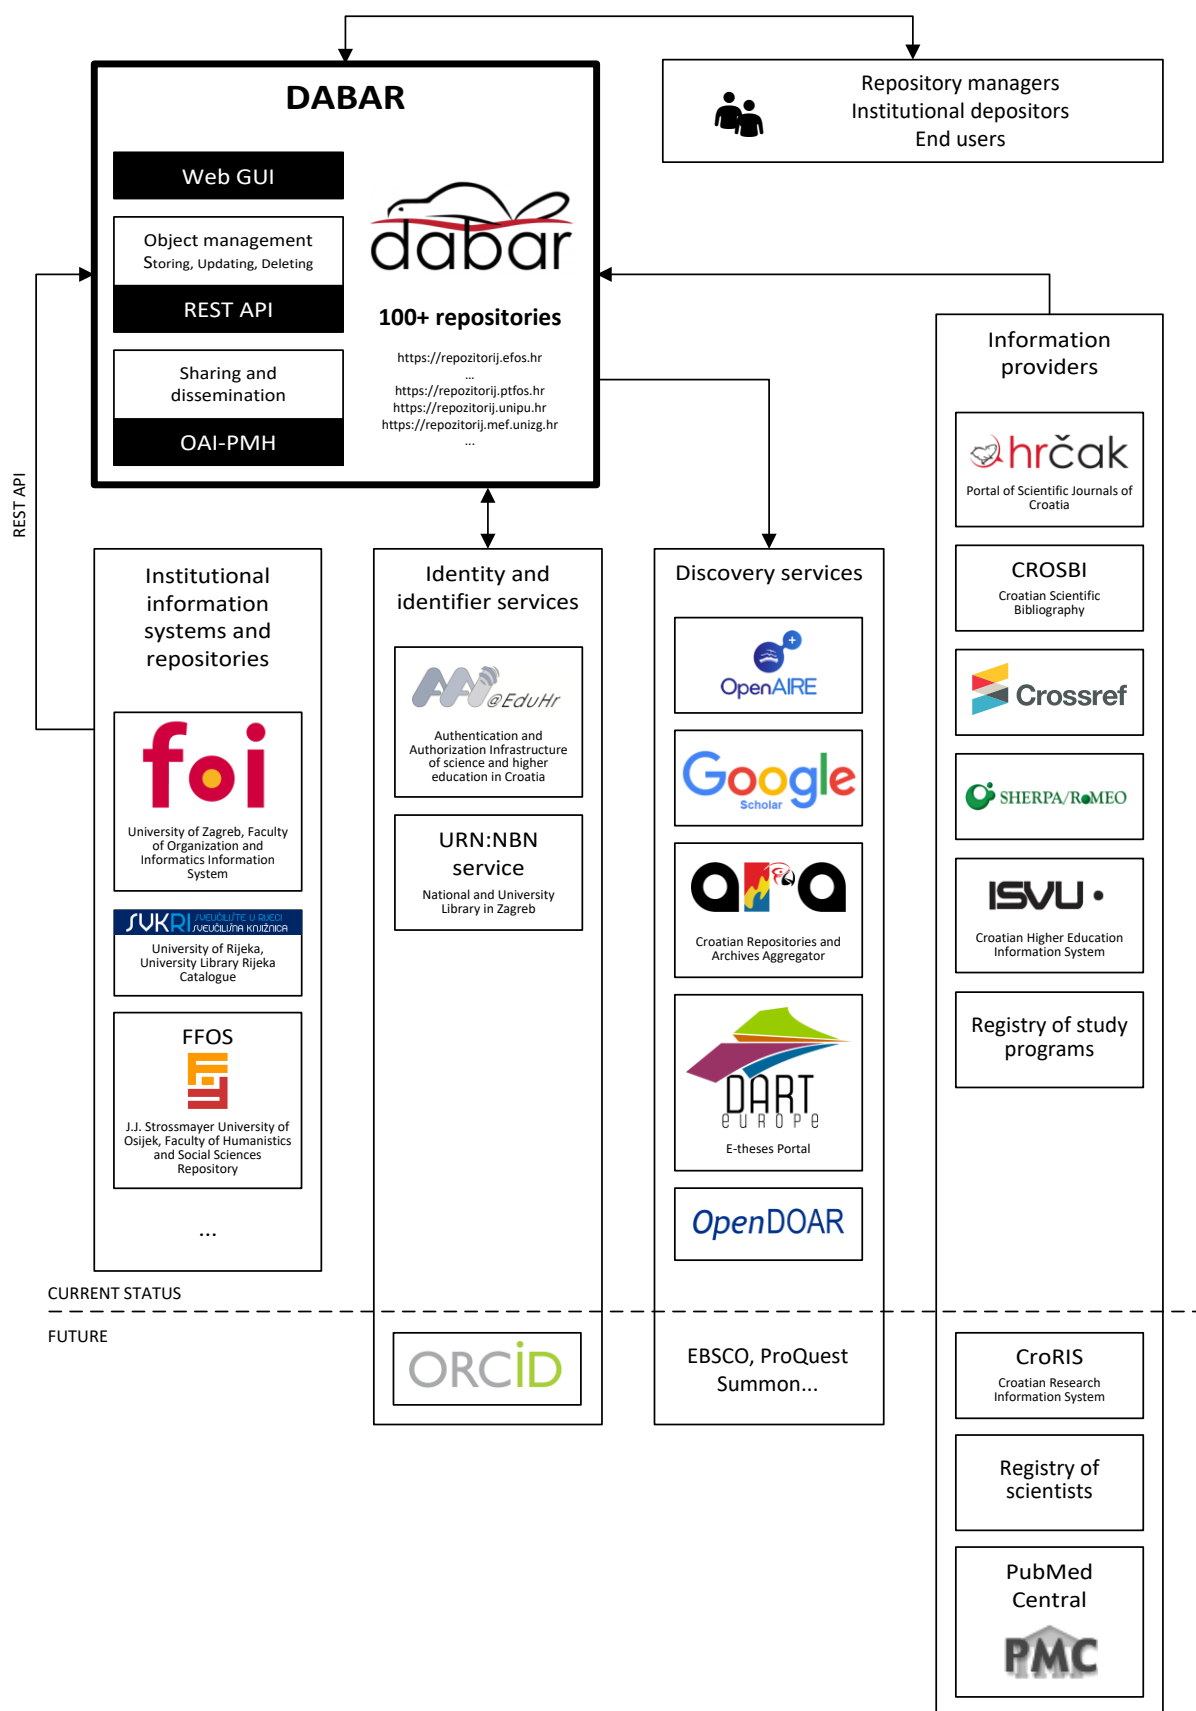 DABAR
Repository managers
Institutional depositors
End users
Web GUI
Object management
Storing, Updating, Deleting
REST API
Sharing and
dissemination
OAI-PMH
dabar
100+ repositories
https://repozitorij.efos.hr
...
https://repozitorij.ptfos.hr
https://repozitorij.unipu.hr
https://repozitorij.mef.unizg.hr
...
REST API
Institutional
information
systems and
repositories
foi
University of Zagreb, Faculty
of Organization and
Informatics Information
System
SVKRI
SVEUČILIŠTE U RIJECI
SVEUČILIŠNA KNJIŽNICA
University of Rijeka,
University Library Rijeka
Catalogue
FFOS
J.J. Strossmayer University of
Osijek, Faculty of Humanistics
and Social Sciences
Repository
...
Identity and
identifier services
AAI
@EduHr
Authentication and
Authorization Infrastructure
of science and higher
education in Croatia
URN:NBN
service
National and University
Library in Zagreb
Discovery services
OpenAIRE
Google
Scholar
ara
Croatian Repositories and
Archives Aggregator
DART
EUROPE
E-theses Portal
OpenDOAR
Information
providers
hrčak
Portal of Scientific Journals of
Croatia
CROSBI
Croatian Scientific
Bibliography
Crossref
SHERPA/RoMEO
ISVU
Croatian Higher Education
Information System
Registry of study
programs
CURRENT STATUS
FUTURE
ORCID
EBSCO, ProQuest
Summon...
CroRIS
Croatian Research
Information System
Registry of
scientists
PubMed
Central
PMC